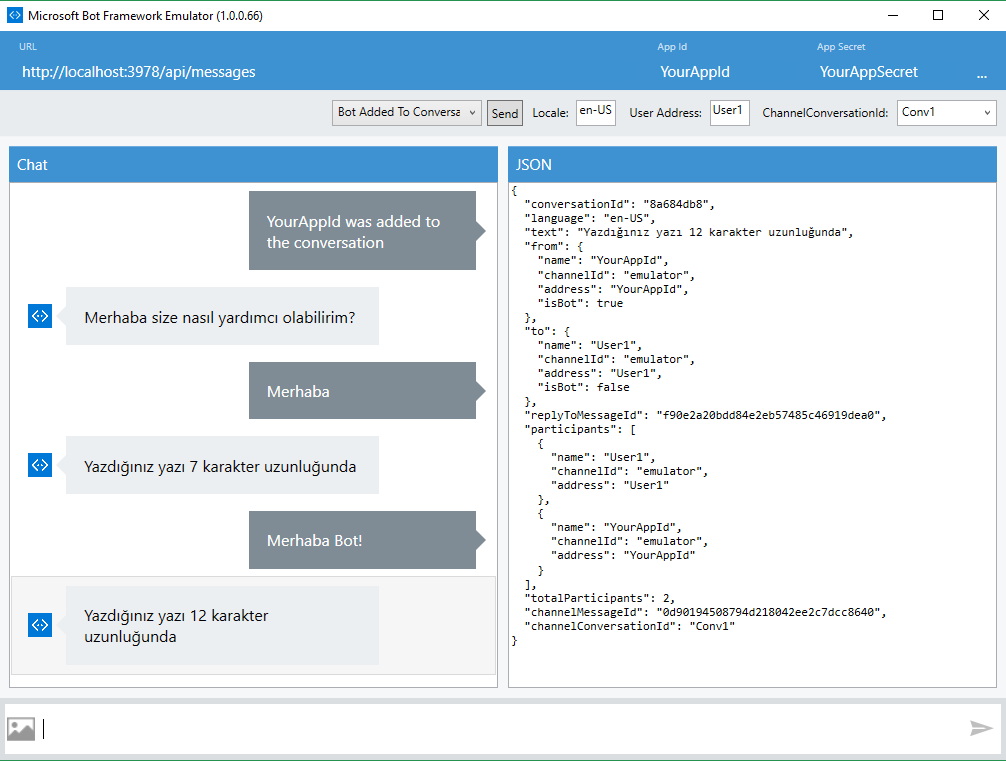 Microsoft Bot Framework Emulator (1.0.0.66)
URL
App Id
App Secret
http://localhost:3978/api/messages
YourAppId
YourAppSecret
...
Bot Added To Conversa
Send
Locale:
en-US
User Address:
User1
ChannelConversationId:
Conv1
Chat
YourAppId was added to
the conversation
Merhaba size nasıl yardımcı olabilirim?
Merhaba
Yazdığınız yazı 7 karakter uzunluğunda
Merhaba Bot!
Yazdığınız yazı 12 karakter
uzunluğunda
JSON
{
  "conversationId": "8a684db8",
  "language": "en-US",
  "text": "Yazdığınız yazı 12 karakter uzunluğunda",
  "from": {
    "name": "YourAppId",
    "channelId": "emulator",
    "address": "YourAppId",
    "isBot": true
  },
  "to": {
    "name": "User1",
    "channelId": "emulator",
    "address": "User1",
    "isBot": false
  },
  "replyToMessageId": "f90e2a20bdd84e2eb57485c46919dea0",
  "participants": [
    {
      "name": "User1",
      "channelId": "emulator",
      "address": "User1"
    },
    {
      "name": "YourAppId",
      "channelId": "emulator",
      "address": "YourAppId"
    }
  ],
  "totalParticipants": 2,
  "channelMessageId": "0d90194508794d218042ee2c7dcc8640",
  "channelConversationId": "Conv1"
}